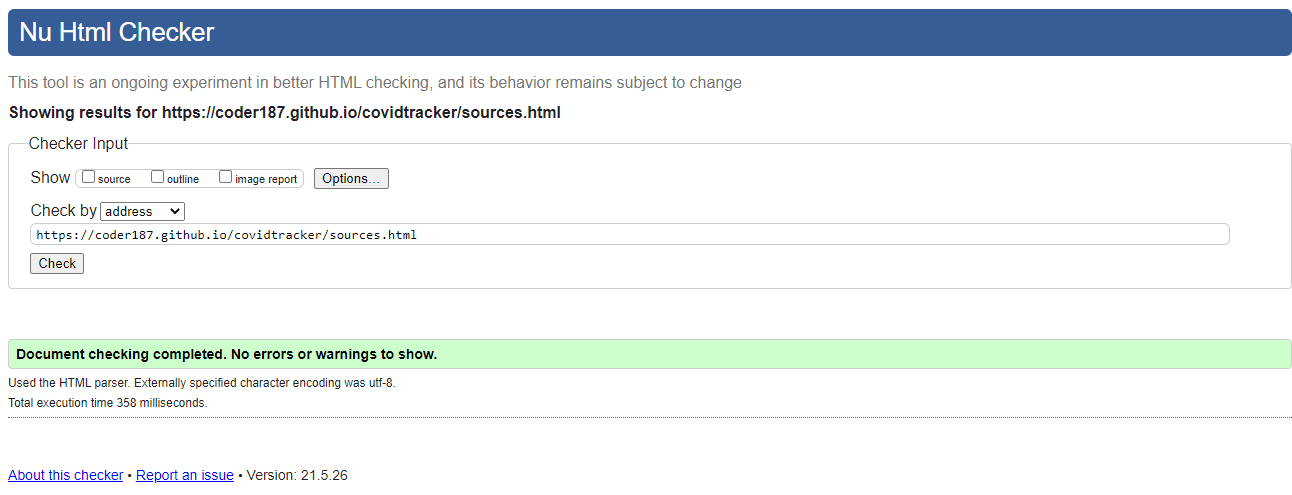 Nu Html Checker
This tool is an ongoing experiment in better HTML checking, and its behavior remains subject to change
Showing results for https://coder187.github.io/covidtracker/sources.html
Checker Input
Show source outline image report Options...
Check by address
https://coder187.github.io/covidtracker/sources.html
Check
Document checking completed. No errors or warnings to show.
Used the HTML parser. Externally specified character encoding was utf-8.
Total execution time 358 milliseconds.
About this checker • Report an issue • Version: 21.5.26